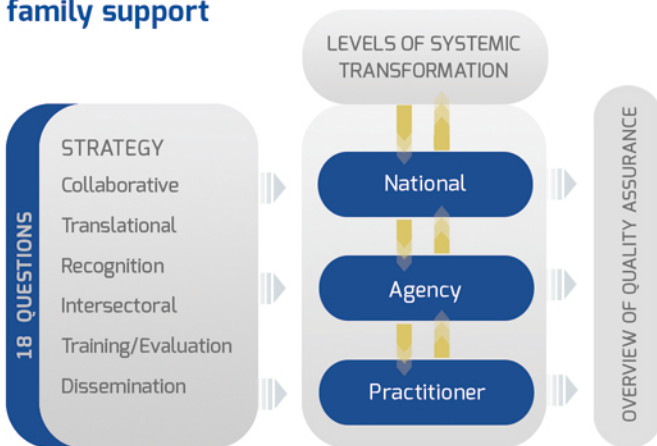 family support
LEVELS OF SYSTEMIC
TRANSFORMATION
18 QUESTIONS
STRATEGY
Collaborative
Translational
Recognition
Intersectoral
Training/Evaluation
Dissemination
National
Agency
Practitioner
OVERVIEW OF QUALITY ASSURANCE